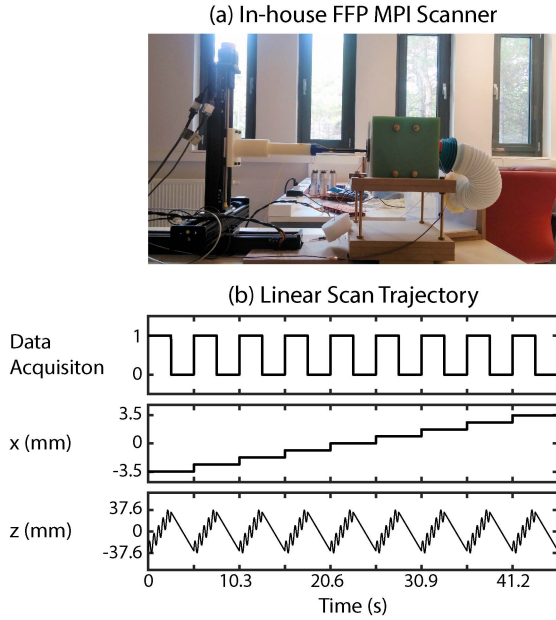 (a) In-house FFP MPI Scanner
(b) Linear Scan Trajectory
Data
Acquisiton
1
0
x (mm)
3.5
0
-3.5
z (mm)
37.6
0
-37.6
0 10.3 20.6 30.9 41.2
Time (s)